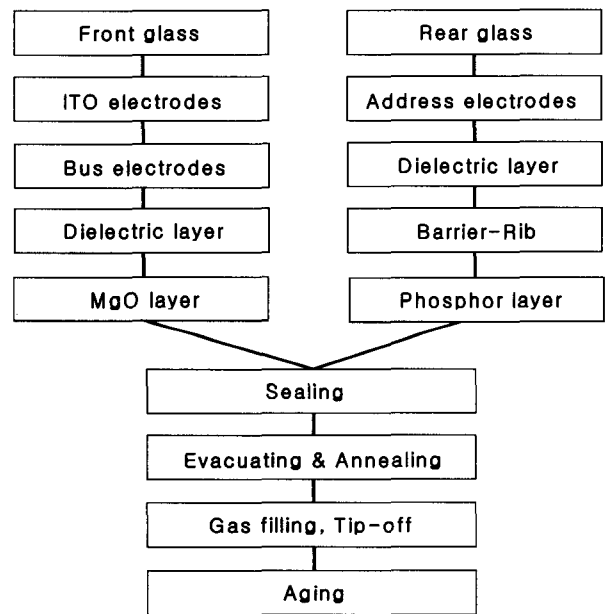 Front glass
ITO electrodes
Bus electrodes
Dielectric layer
MgO layer
Rear glass
Address electrodes
Dielectric layer
Barrier-Rib
Phosphor layer
Sealing
Evacuating & Annealing
Gas filling, Tip-off
Aging